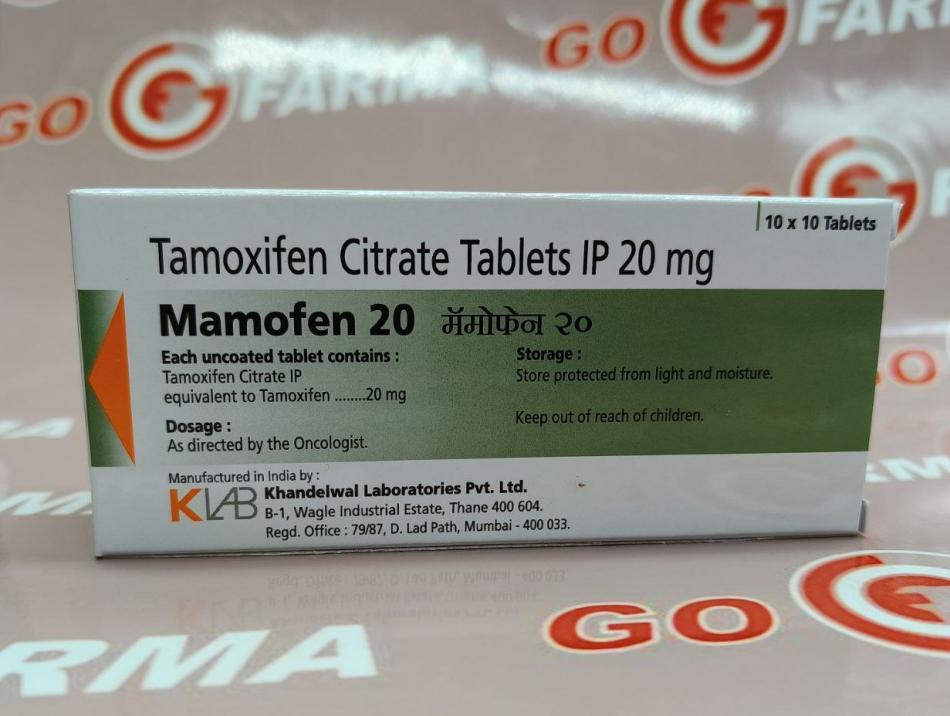 GO FARMA
GO FARMA
10 x 10 Tablets
Tamoxifen Citrate Tablets IP 20 mg
Mamofen 20 मॅमोफेन २०
Each uncoated tablet contains :
Tamoxifen Citrate IP
equivalent to Tamoxifen ........20 mg
Dosage :
As directed by the Oncologist.
Storage :
Store protected from light and moisture.
Keep out of reach of children.
Manufactured in India by :
KLAB Khandelwal Laboratories Pvt. Ltd.
B-1, Wagle Industrial Estate, Thane 400 604.
Regd. Office : 79/87, D. Lad Path, Mumbai - 400 033.
GO
GO